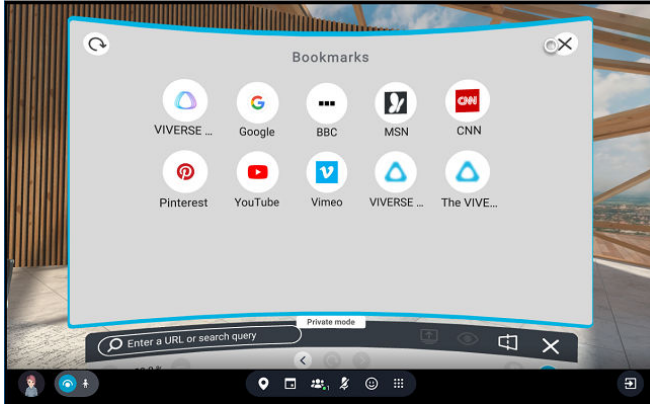 Bookmarks
VIVERSE ...
Google
BBC
MSN
CNN
Pinterest
YouTube
Vimeo
VIVERSE ...
The VIVE...
Private mode
Enter a URL or search query